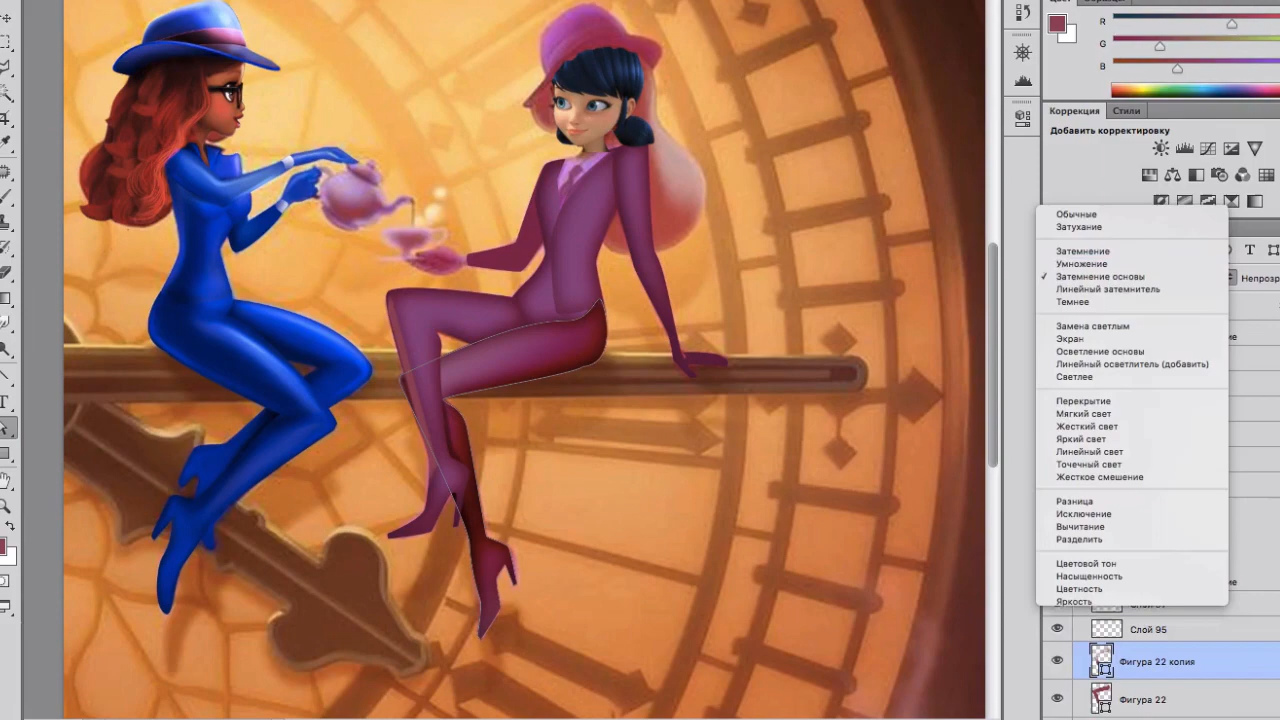 R
G
B
Коррекция Стили
Добавить корректировку
Обычные
Затухание
Затемнение
Умножение
✓ Затемнение основы
Линейный затемнитель
Темнее
Замена светлым
Экран
Осветление основы
Линейный осветлитель (добавить)
Светлее
Перекрытие
Мягкий свет
Жесткий свет
Яркий свет
Линейный свет
Точечный свет
Жесткое смешение
Разница
Исключение
Вычитание
Разделить
Цветовой тон
Насыщенность
Цветность
Яркость
Непрозр
Слой 95
Фигура 22 копия
Фигура 22